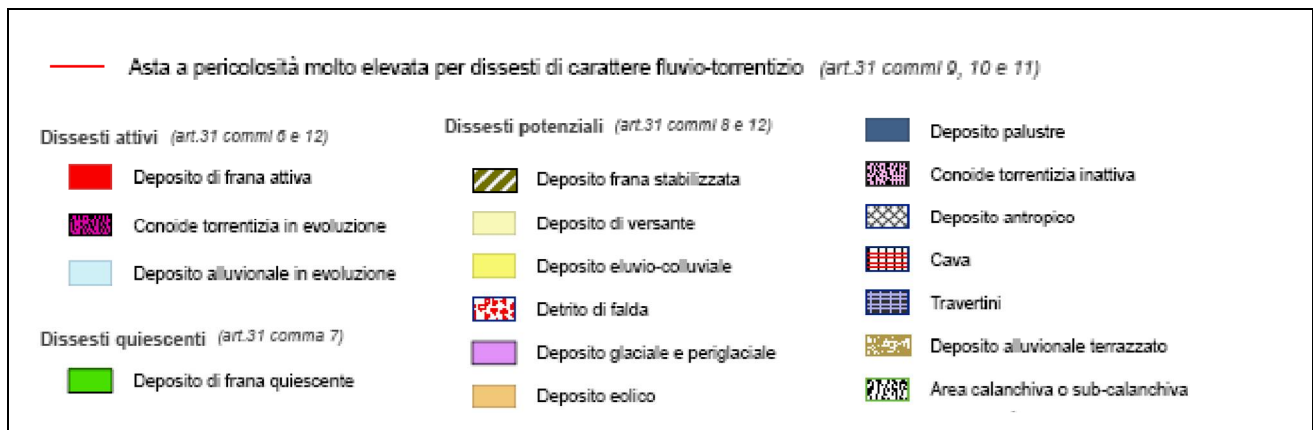 Asta a pericolosità molto elevata per dissesti di carattere fluvio-torrentizio (art.31 commi 9, 10 e 11)
Dissesti attivi (art.31 commi 6 e 12)
Deposito di frana attiva
Conoide torrentizia in evoluzione
Deposito alluvionale in evoluzione
Dissesti quiescenti (art.31 comma 7)
Deposito di frana quiescente
Dissesti potenziali (art.31 commi 8 e 12)
Deposito frana stabilizzata
Deposito di versante
Deposito eluvio-colluviale
Detrito di falda
Deposito glaciale e periglaciale
Deposito eolico
Deposito palustre
Conoide torrentizia inattiva
Deposito antropico
Cava
Travertini
Deposito alluvionale terrazzato
Area calanchiva o sub-calanchiva